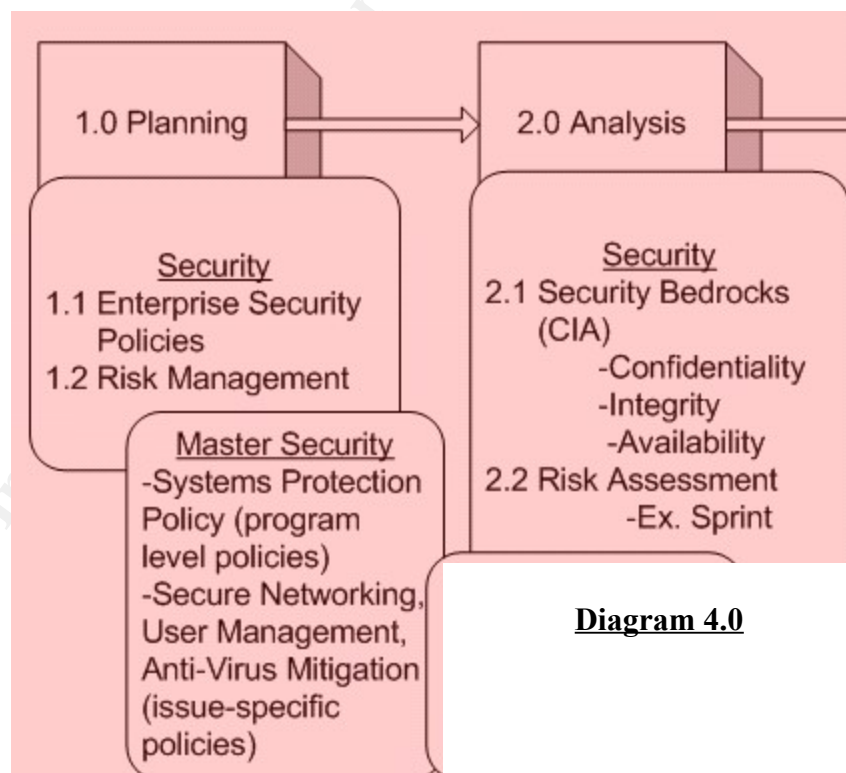 1.0 Planning
2.0 Analysis
Security
1.1 Enterprise Security
Policies
1.2 Risk Management
Master Security
-Systems Protection
Policy (program
level policies)
-Secure Networking,
User Management,
Anti-Virus Mitigation
(issue-specific
policies)
Security
2.1 Security Bedrocks
(CIA)
-Confidentiality
-Integrity
-Availability
2.2 Risk Assessment
-Ex. Sprint
Diagram 4.0